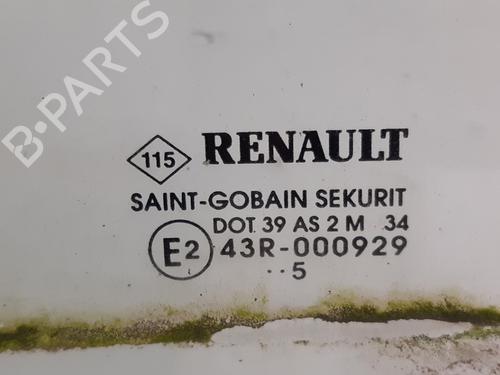 B-PARTS
115 RENAULT
SAINT-GOBAIN SEKURIT
DOT 39 AS 2 M 34
E2 43R-000929
..5